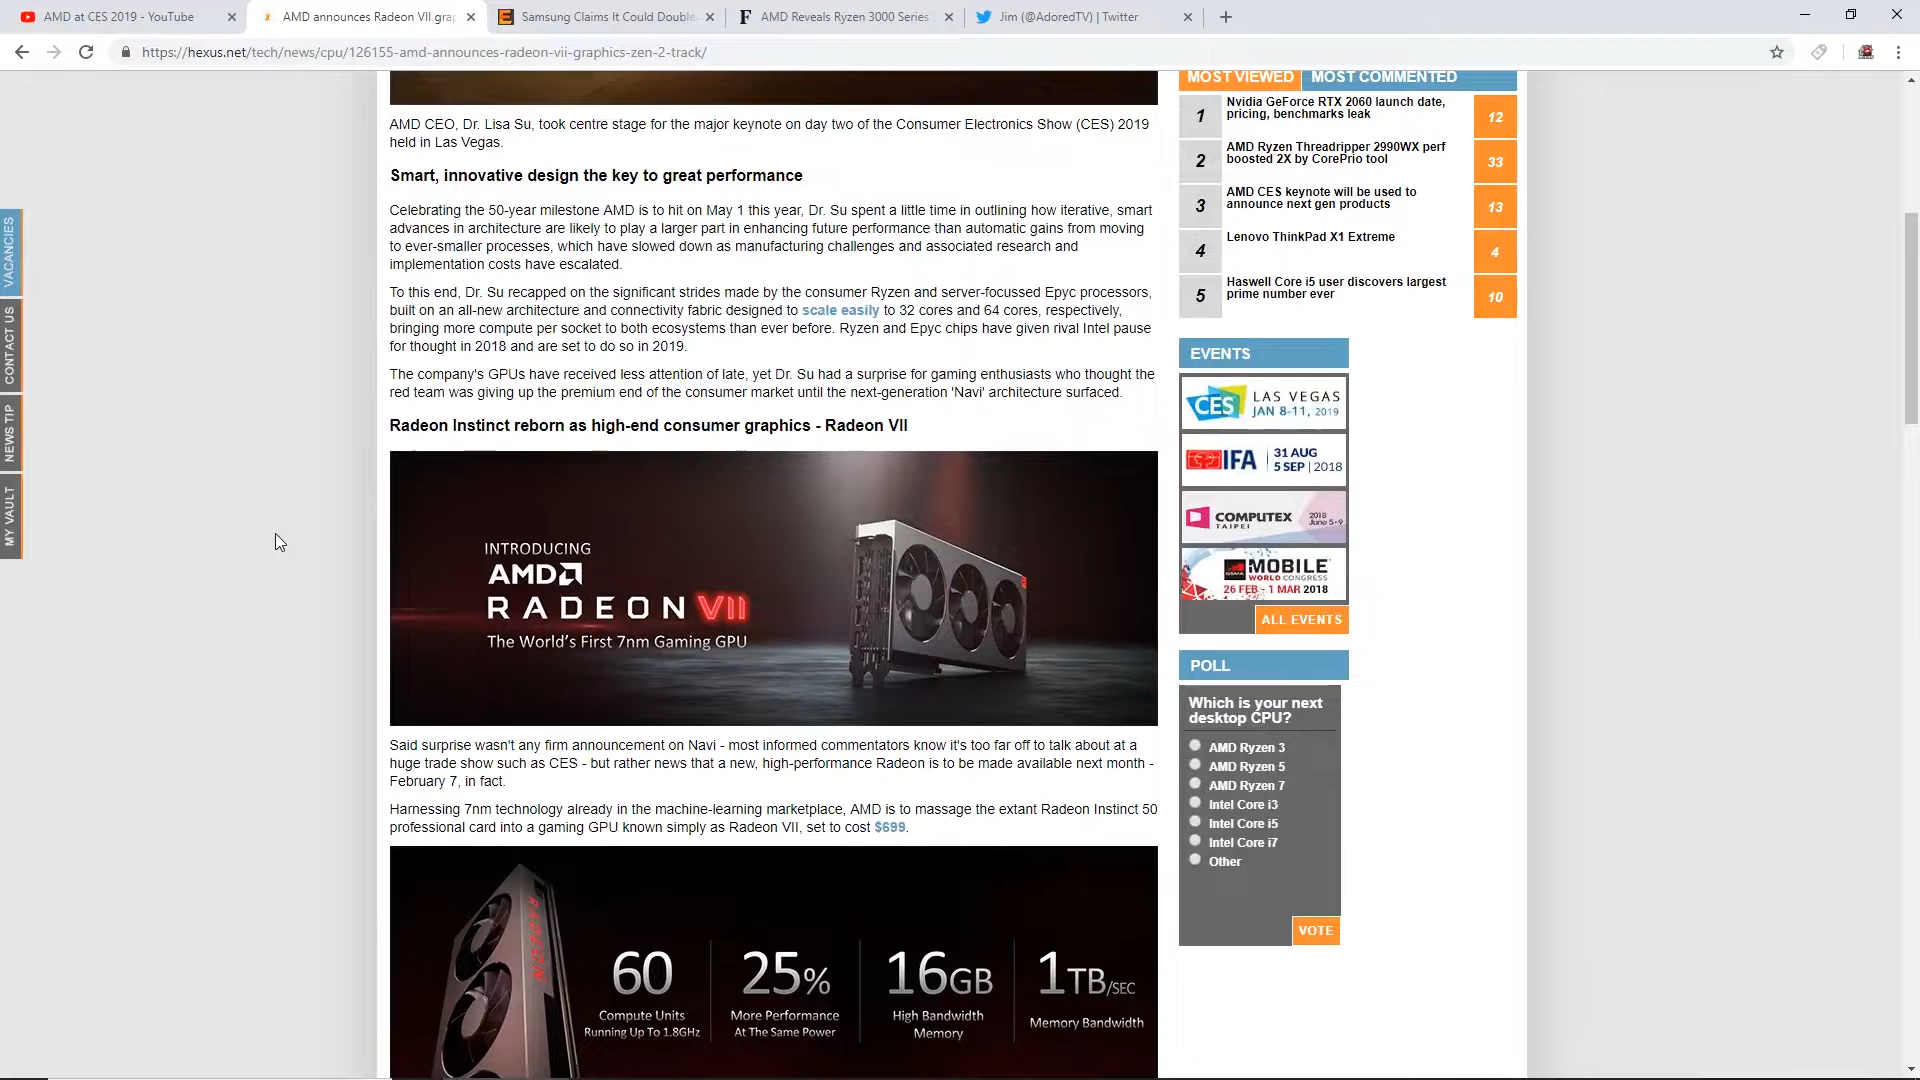 AMD at CES 2019 - YouTube
AMD announces Radeon VII grap
Samsung Claims It Could Double
AMD Reveals Ryzen 3000 Series
Jim (@AdoredTV) | Twitter
https://hexus.net/tech/news/cpu/126155-amd-announces-radeon-vii-graphics-zen-2-track/
VACANCIES
CONTACT US
NEWS TIP
MY VAULT
AMD CEO, Dr. Lisa Su, took centre stage for the major keynote on day two of the Consumer Electronics Show (CES) 2019
held in Las Vegas.
Smart, innovative design the key to great performance
Celebrating the 50-year milestone AMD is to hit on May 1 this year, Dr. Su spent a little time in outlining how iterative, smart
advances in architecture are likely to play a larger part in enhancing future performance than automatic gains from moving
to ever-smaller processes, which have slowed down as manufacturing challenges and associated research and
implementation costs have escalated.
To this end, Dr. Su recapped on the significant strides made by the consumer Ryzen and server-focussed Epyc processors,
built on an all-new architecture and connectivity fabric designed to scale easily to 32 cores and 64 cores, respectively,
bringing more compute per socket to both ecosystems than ever before. Ryzen and Epyc chips have given rival Intel pause
for thought in 2018 and are set to do so in 2019.
The company's GPUs have received less attention of late, yet Dr. Su had a surprise for gaming enthusiasts who thought the
red team was giving up the premium end of the consumer market until the next-generation 'Navi' architecture surfaced.
Radeon Instinct reborn as high-end consumer graphics - Radeon VII
INTRODUCING
AMD
RADEON VII
The World's First 7nm Gaming GPU
Said surprise wasn't any firm announcement on Navi - most informed commentators know it's too far off to talk about at a
huge trade show such as CES - but rather news that a new, high-performance Radeon is to be made available next month -
February 7, in fact.
Harnessing 7nm technology already in the machine-learning marketplace, AMD is to massage the extant Radeon Instinct 50
professional card into a gaming GPU known simply as Radeon VII, set to cost $699.
RADEON
60
Compute Units
Running Up To 1.8GHz
25%
More Performance
At The Same Power
16GB
High Bandwidth
Memory
1TB/SEC
Memory Bandwidth
MOST VIEWED
MOST COMMENTED
1
Nvidia GeForce RTX 2060 launch date,
pricing, benchmarks leak
12
2
AMD Ryzen Threadripper 2990WX perf
boosted 2X by CorePrio tool
33
3
AMD CES keynote will be used to
announce next gen products
13
4
Lenovo ThinkPad X1 Extreme
4
5
Haswell Core i5 user discovers largest
prime number ever
10
EVENTS
CES
LAS VEGAS
JAN 8-11, 2019
IFA
31 AUG
5 SEP | 2018
COMPUTEX
TAIPEI
2018
June 5-9
GSMA
MOBILE
WORLD CONGRESS
26 FEB - 1 MAR 2018
ALL EVENTS
POLL
Which is your next
desktop CPU?
AMD Ryzen 3
AMD Ryzen 5
AMD Ryzen 7
Intel Core i3
Intel Core i5
Intel Core i7
Other
VOTE